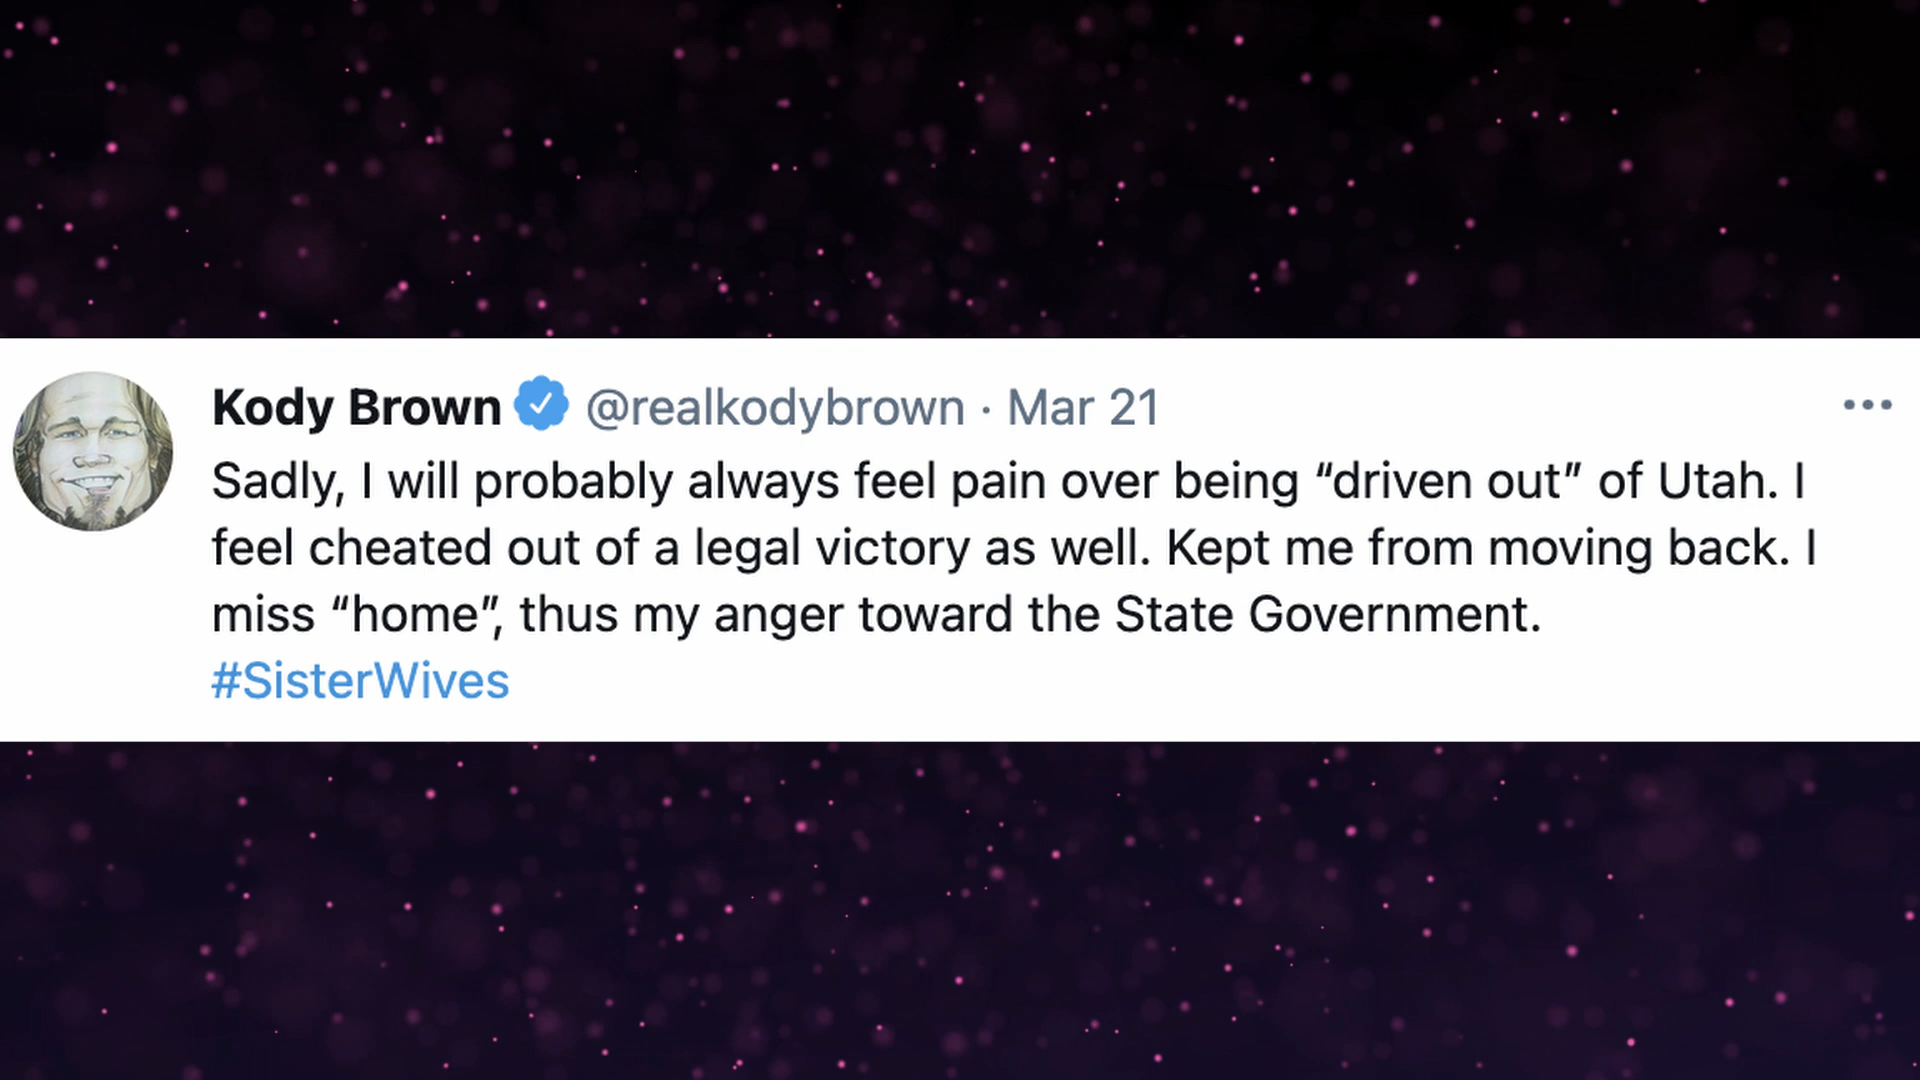 Kody Brown @realkodybrown · Mar 21
Sadly, I will probably always feel pain over being “driven out” of Utah. I
feel cheated out of a legal victory as well. Kept me from moving back. I
miss “home”, thus my anger toward the State Government.
#SisterWives